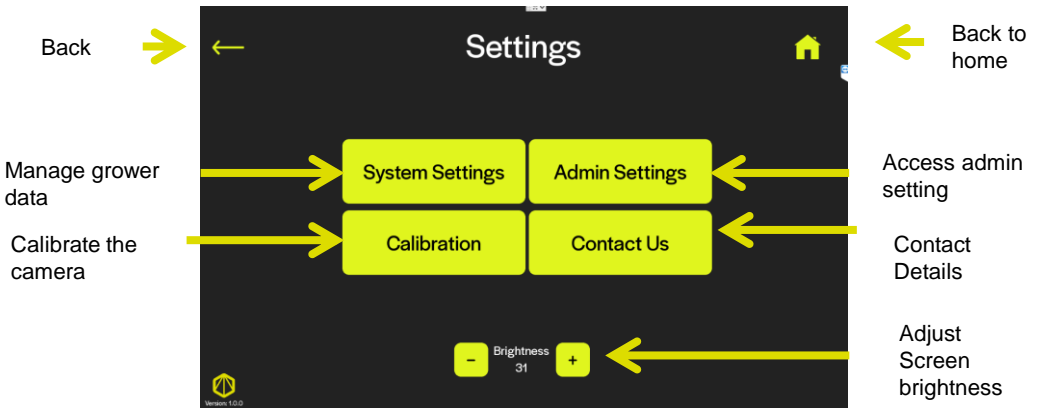 Back
Settings
Back to
home
Manage grower
data
System Settings
Admin Settings
Access admin
setting
Calibrate the
camera
Calibration
Contact Us
Contact
Details
Brightness
31
-
+
Adjust
Screen
brightness
Version: 1.0.0